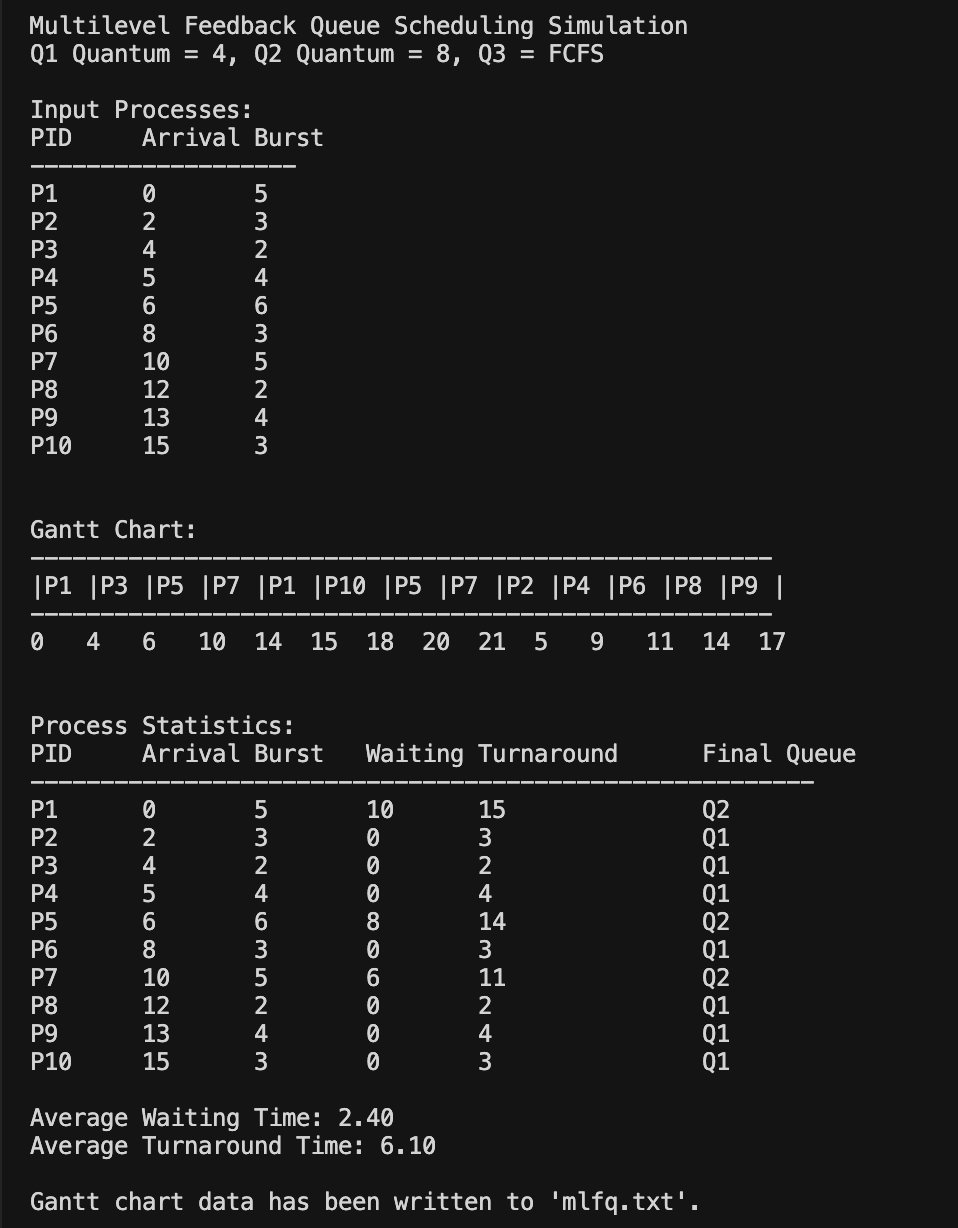 Multilevel Feedback Queue Scheduling Simulation
Q1 Quantum = 4, Q2 Quantum = 8, Q3 = FCFS
Input Processes:
PID     Arrival Burst
-------------------
P1      0       5
P2      2       3
P3      4       2
P4      5       4
P5      6       6
P6      8       3
P7      10      5
P8      12      2
P9      13      4
P10     15      3
Gantt Chart:
-----------------------------------------------------
|P1 |P3 |P5 |P7 |P1 |P10 |P5 |P7 |P2 |P4 |P6 |P8 |P9 |
-----------------------------------------------------
0   4   6   10  14  15  18  20  21  5   9   11  14  17
Process Statistics:
PID     Arrival Burst   Waiting Turnaround      Final Queue
--------------------------------------------------------
P1      0       5       10      15              Q2
P2      2       3       0       3               Q1
P3      4       2       0       2               Q1
P4      5       4       0       4               Q1
P5      6       6       8       14              Q2
P6      8       3       0       3               Q1
P7      10      5       6       11              Q2
P8      12      2       0       2               Q1
P9      13      4       0       4               Q1
P10     15      3       0       3               Q1
Average Waiting Time: 2.40
Average Turnaround Time: 6.10
Gantt chart data has been written to 'mlfq.txt'.